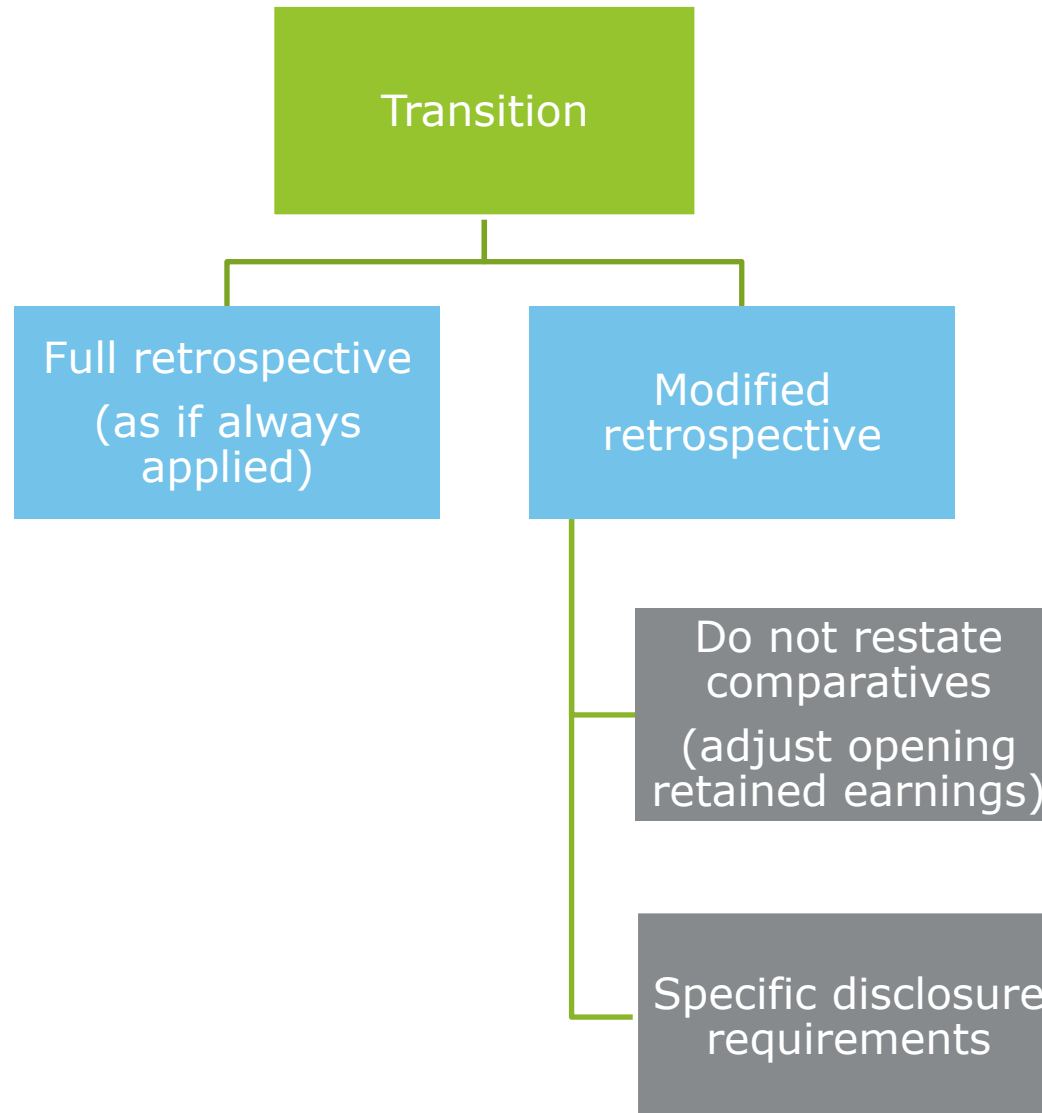 Transition
Full retrospective
(as if always
applied)
Modified
retrospective
Do not restate
comparatives
(adjust opening
retained earnings)
Specific disclosure
requirements